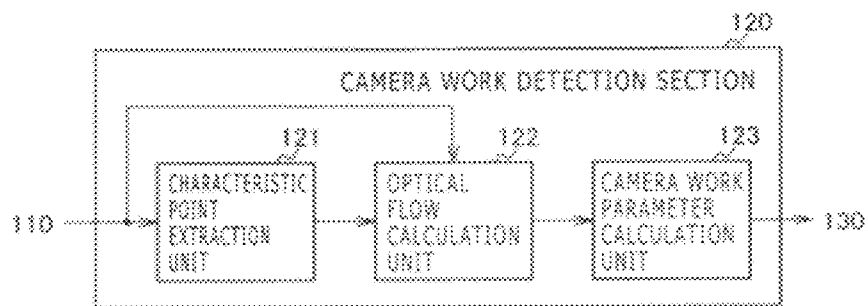 120
CAMERA WORK DETECTION SECTION
121
122
123
110
CHARACTERISTIC
POINT
EXTRACTION
UNIT
OPTICAL
FLOW
CALCULATION
UNIT
CAMERA WORK
PARAMETER
CALCULATION
UNIT
130